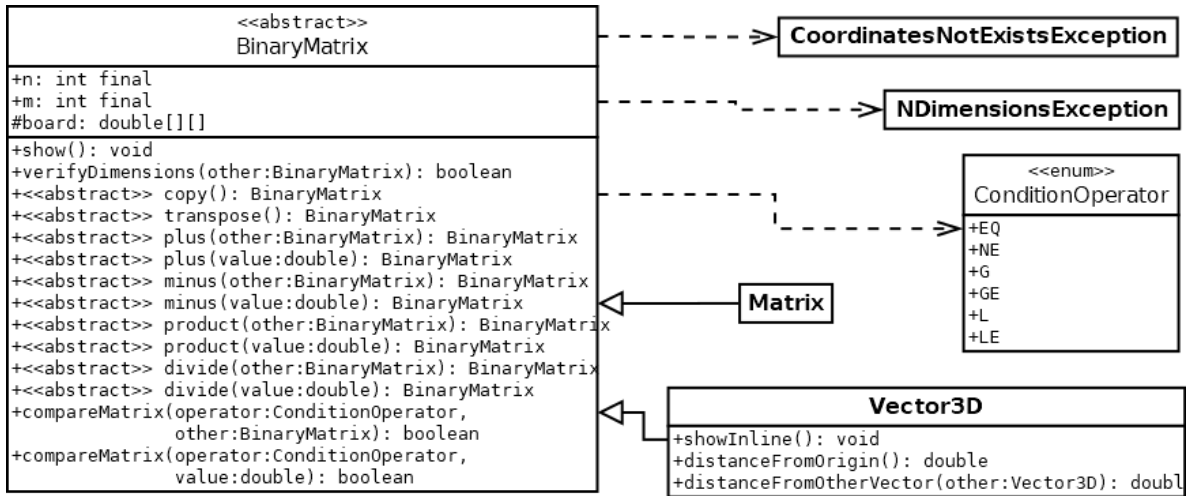 <<abstract>>
BinaryMatrix
+n: int final
+m: int final
#board: double[][]
+show(): void
+verifyDimensions(other:BinaryMatrix): boolean
+<<abstract>> copy(): BinaryMatrix
+<<abstract>> transpose(): BinaryMatrix
+<<abstract>> plus(other:BinaryMatrix): BinaryMatrix
+<<abstract>> plus(value:double): BinaryMatrix
+<<abstract>> minus(other:BinaryMatrix): BinaryMatrix
+<<abstract>> minus(value:double): BinaryMatrix
+<<abstract>> product(other:BinaryMatrix): BinaryMatrix
+<<abstract>> product(value:double): BinaryMatrix
+<<abstract>> divide(other:BinaryMatrix): BinaryMatrix
+<<abstract>> divide(value:double): BinaryMatrix
+compareMatrix(operator:ConditionOperator,
other:BinaryMatrix): boolean
+compareMatrix(operator:ConditionOperator,
value:double): boolean
CoordinatesNotExistsException
NDimensionsException
<<enum>>
ConditionOperator
+EQ
+NE
+G
+GE
+L
+LE
Matrix
Vector3D
+showInline(): void
+distanceFromOrigin(): double
+distanceFromOtherVector(other:Vector3D): doubl